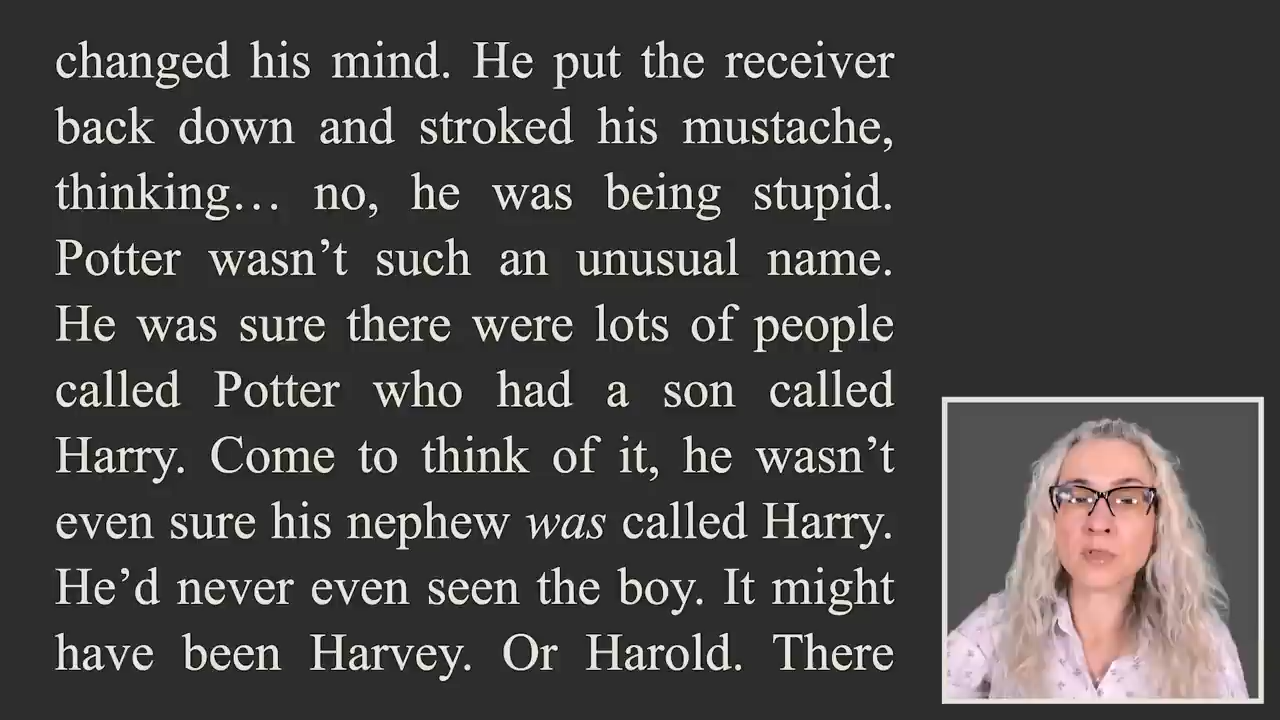 changed his mind. He put the receiver
back down and stroked his mustache,
thinking… no, he was being stupid.
Potter wasn’t such an unusual name.
He was sure there were lots of people
called Potter who had a son called
Harry. Come to think of it, he wasn’t
even sure his nephew was called Harry.
He’d never even seen the boy. It might
have been Harvey. Or Harold. There